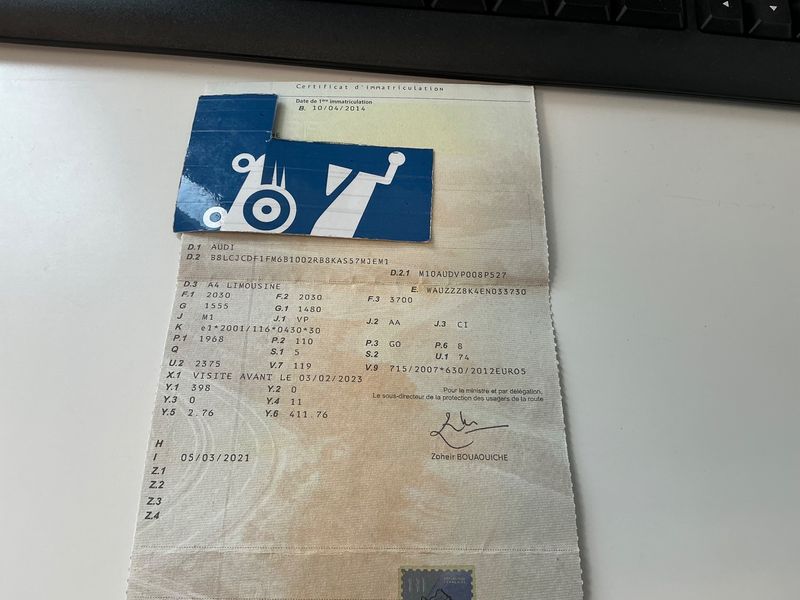 Certificat d'immatriculation
Date de 1ère immatriculation
B. 10/04/2014
D.1 AUDI
D.2 B8LCJCDF1FM6B1002RB8KAS57MJEM1
D.2.1 M10AUDVP008P527
D.3 A4 LIMOUSINE E. WAUZZZ8K4EN033730
F.1 2030 F.2 2030 F.3 3700
G 1555 G.1 1480
J M1 J.1 VP J.2 AA J.3 CI
K e1*2001/116*0430*30
P.1 1968 P.2 110 P.3 GO P.6 8
Q S.1 5 S.2 U.1 74
U.2 2375 V.7 119 V.9 715/2007*630/2012EURO5
X.1 VISITE AVANT LE 03/02/2023
Y.1 398 Y.2 0
Y.3 0 Y.4 11
Y.5 2.76 Y.6 411.76
Pour le ministre et par délégation,
Le sous-directeur de la protection des usagers de la route
Zoheir BOUAOUICHE
H
I 05/03/2021
Z.1
Z.2
Z.3
Z.4